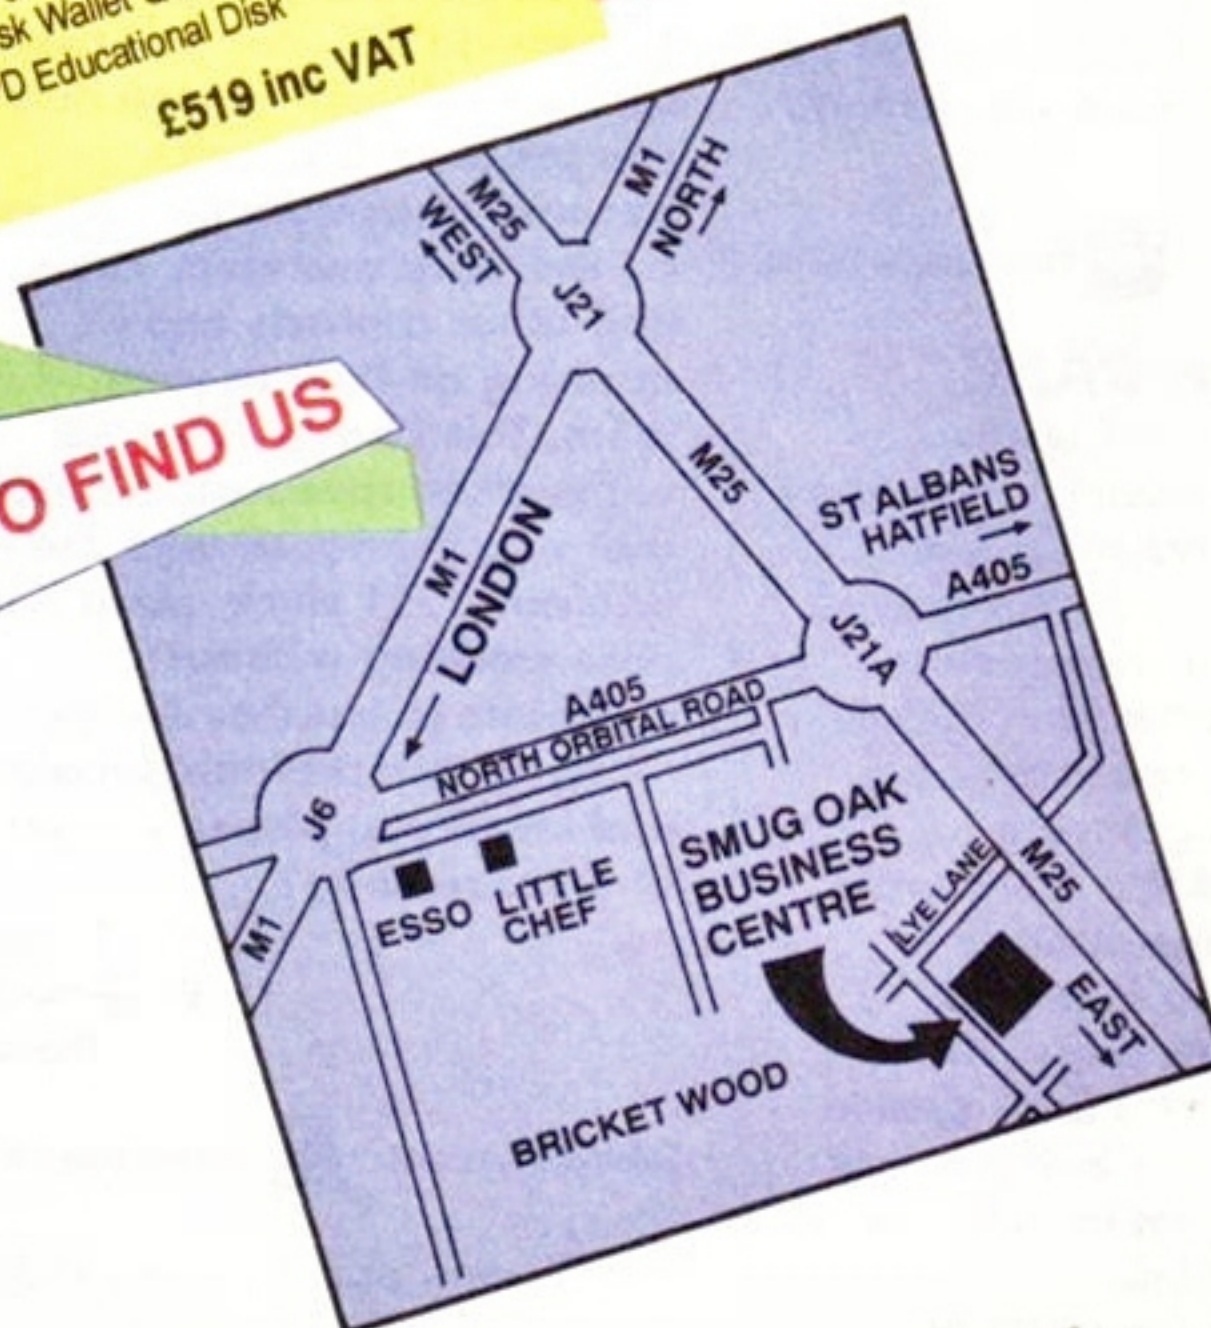 Wallet
D Educational Disk
£519 inc VAT
O FIND US
M25
WEST
M1
NORTH
J21
M25
ST ALBANS
HATFIELD
A405
M1
LONDON
J21A
A405
NORTH ORBITAL ROAD
J6
ESSO
LITTLE
CHEF
M1
SMUG OAK
BUSINESS
CENTRE
LYE LANE
M25
EAST
BRICKET WOOD